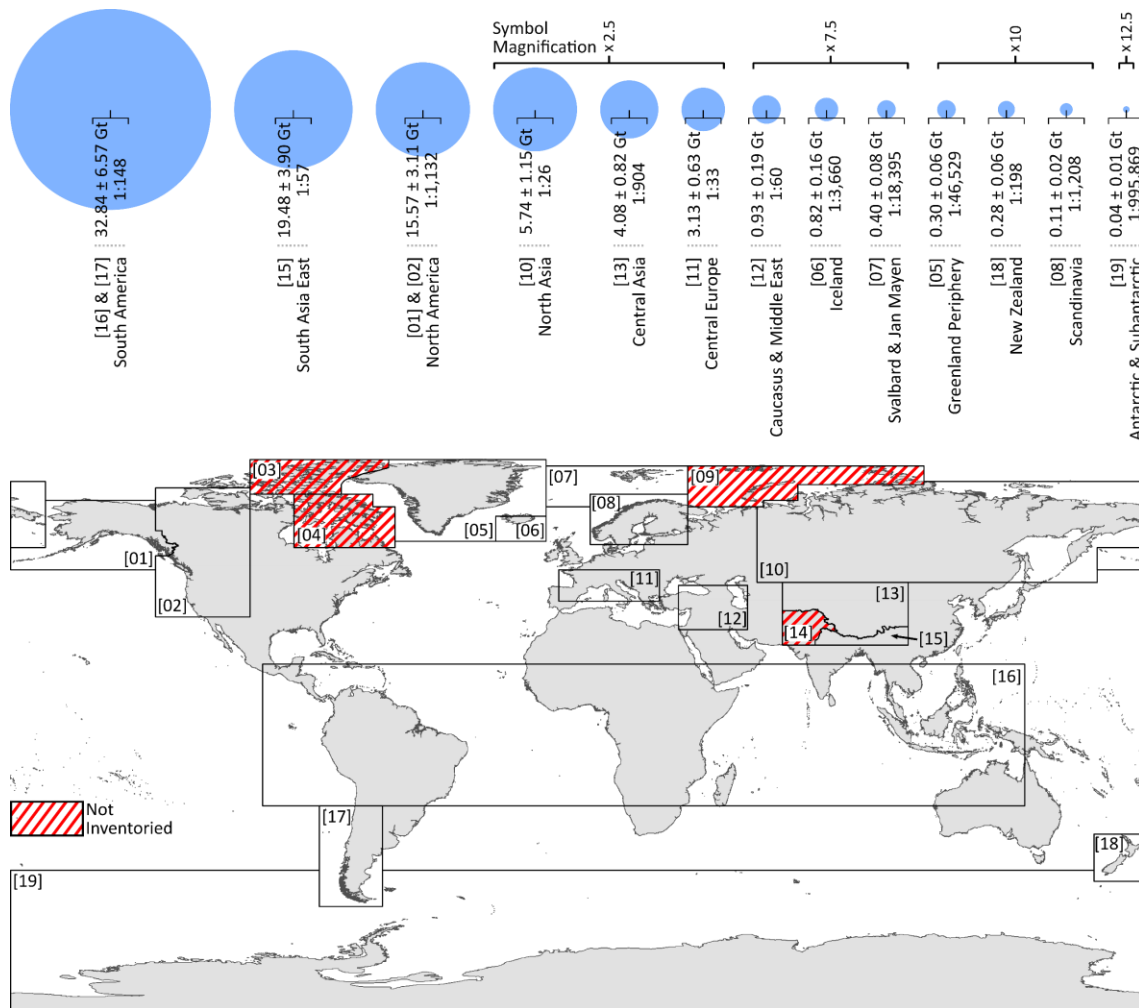 Symbol
Magnification
x 2.5
x 7.5
x 10
x 12.5
[16] & [17]
South America
32.84 ± 6.57 Gt
1:148
[15]
South Asia East
19.48 ± 3.90 Gt
1:57
[01] & [02]
North America
15.57 ± 3.11 Gt
1:1,132
[10]
North Asia
5.74 ± 1.15 Gt
1:26
[13]
Central Asia
4.08 ± 0.82 Gt
1:904
[11]
Central Europe
3.13 ± 0.63 Gt
1:33
[12]
Caucasus & Middle East
0.93 ± 0.19 Gt
1:60
[06]
Iceland
0.82 ± 0.16 Gt
1:3,660
[07]
Svalbard & Jan Mayen
0.40 ± 0.08 Gt
1:18,395
[05]
Greenland Periphery
0.30 ± 0.06 Gt
1:46,529
[18]
New Zealand
0.28 ± 0.06 Gt
1:198
[08]
Scandinavia
0.11 ± 0.02 Gt
1:1,208
[19]
Antarctic & Subantarctic
0.04 ± 0.01 Gt
1:995,869
[03]
[07]
[09]
[08]
[04]
[05]
[06]
[01]
[10]
[11]
[13]
[02]
[12]
[14]
[15]
[16]
Not
Inventoried
[17]
[18]
[19]